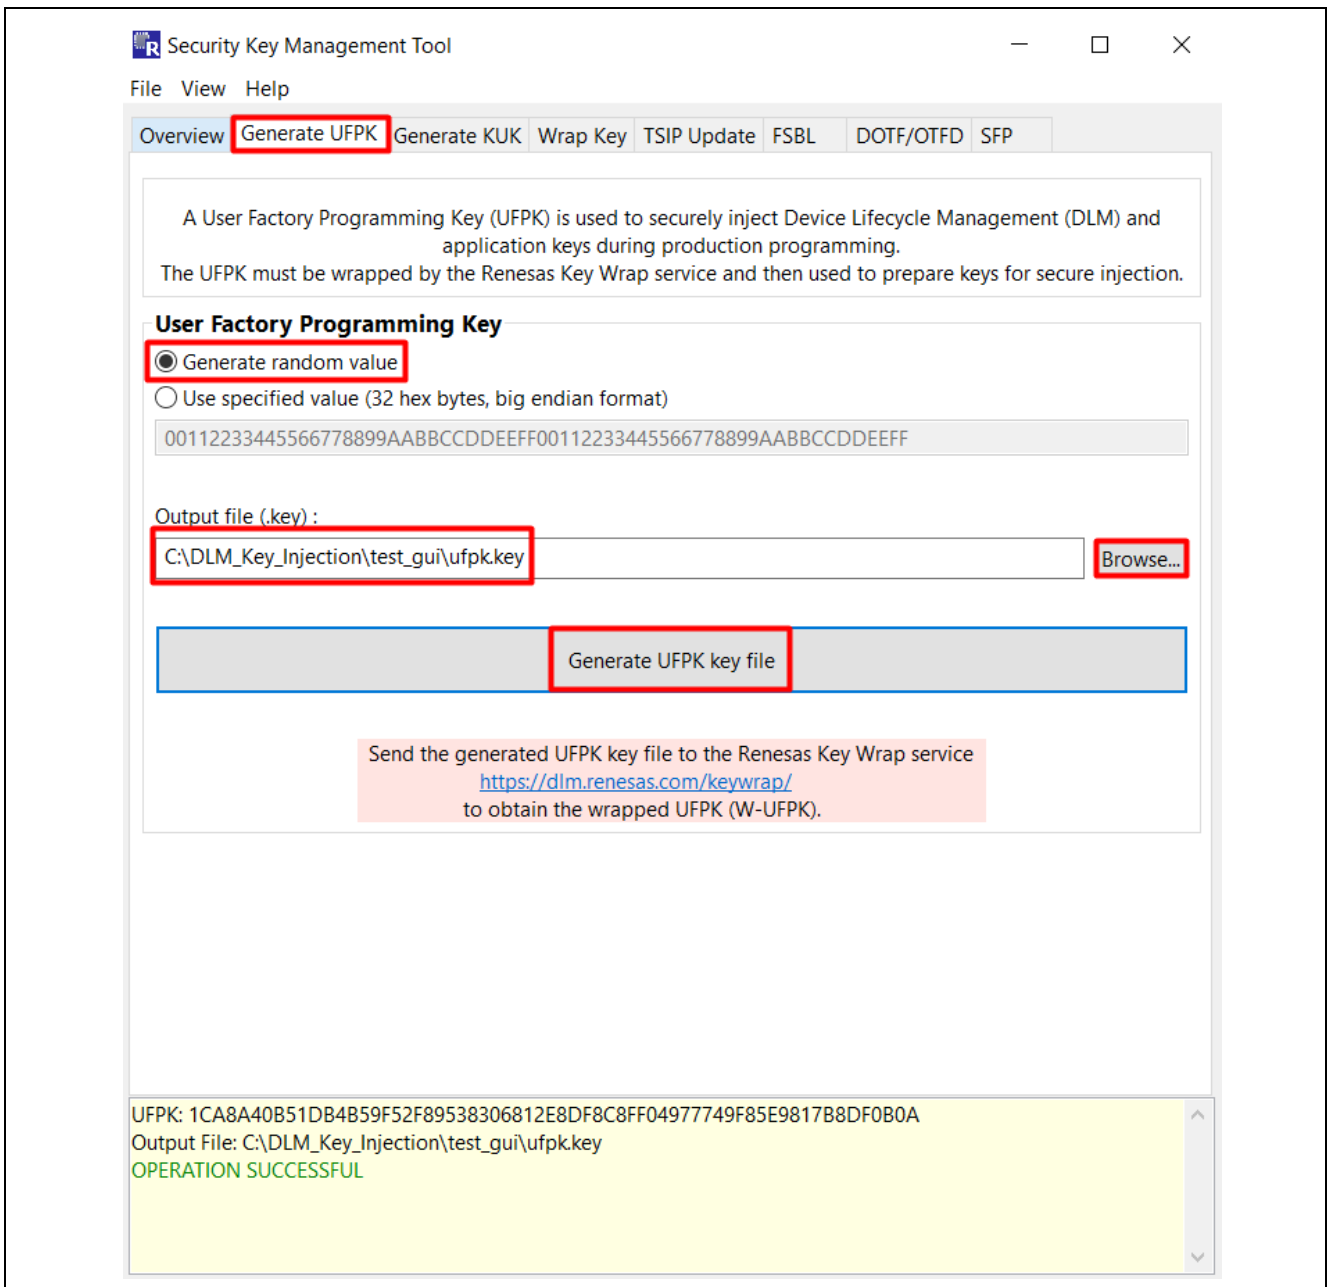 Security Key Management Tool
File View Help
Overview Generate UFPK Generate KUK Wrap Key TSIP Update FSBL DOTF/OTFD SFP
A User Factory Programming Key (UFPK) is used to securely inject Device Lifecycle Management (DLM) and
application keys during production programming.
The UFPK must be wrapped by the Renesas Key Wrap service and then used to prepare keys for secure injection.
User Factory Programming Key
Generate random value
Use specified value (32 hex bytes, big endian format)
00112233445566778899AABBCCDDEEFF00112233445566778899AABBCCDDEEFF
Output file (.key) :
C:\DLM_Key_Injection\test_gui\ufpk.key
Browse...
Generate UFPK key file
Send the generated UFPK key file to the Renesas Key Wrap service
https://dlm.renesas.com/keywrap/
to obtain the wrapped UFPK (W-UFPK).
UFPK: 1CA8A40B51DB4B59F52F89538306812E8DF8C8FF04977749F85E9817B8DF0B0A
Output File: C:\DLM_Key_Injection\test_gui\ufpk.key
OPERATION SUCCESSFUL